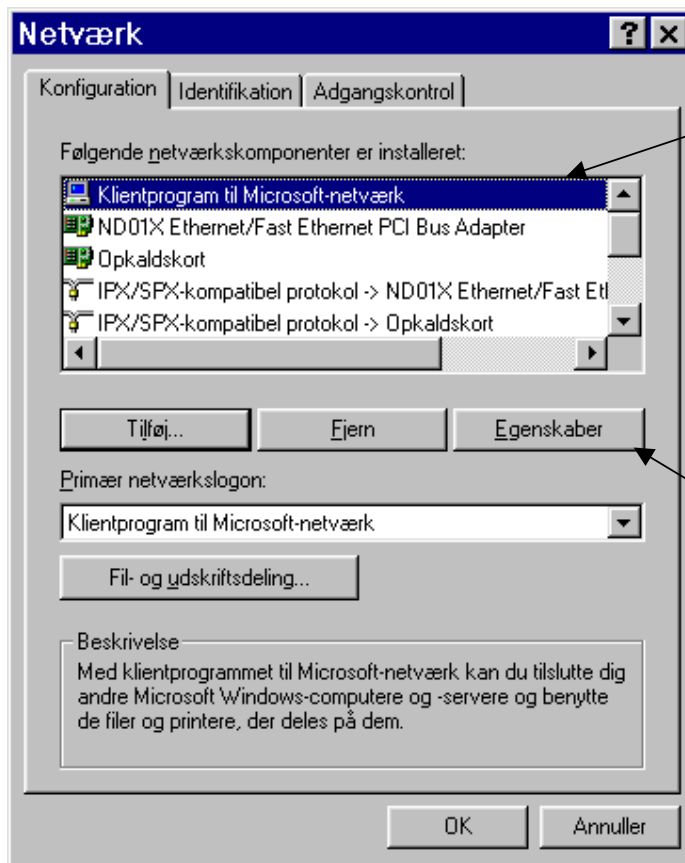 Netværk
Konfiguration Identifikation Adgangskontrol
Følgende netværkskomponenter er installeret:
Klientprogram til Microsoft-netværk
ND01X Ethernet/Fast Ethernet PCI Bus Adapter
Opkaldskort
IPX/SPX-kompatibel protokol -> ND01X Ethernet/Fast Etl
IPX/SPX-kompatibel protokol -> Opkaldskort
Tilføj... Fjern Egenskaber
Primær netværkslogon:
Klientprogram til Microsoft-netværk
Fil- og udskriftsdeling...
Beskrivelse
Med klientprogrammet til Microsoft-netværk kan du tilslutte dig
andre Microsoft Windows-computere og -servere og benytte
de filer og printere, der deles på dem.
OK Annuller